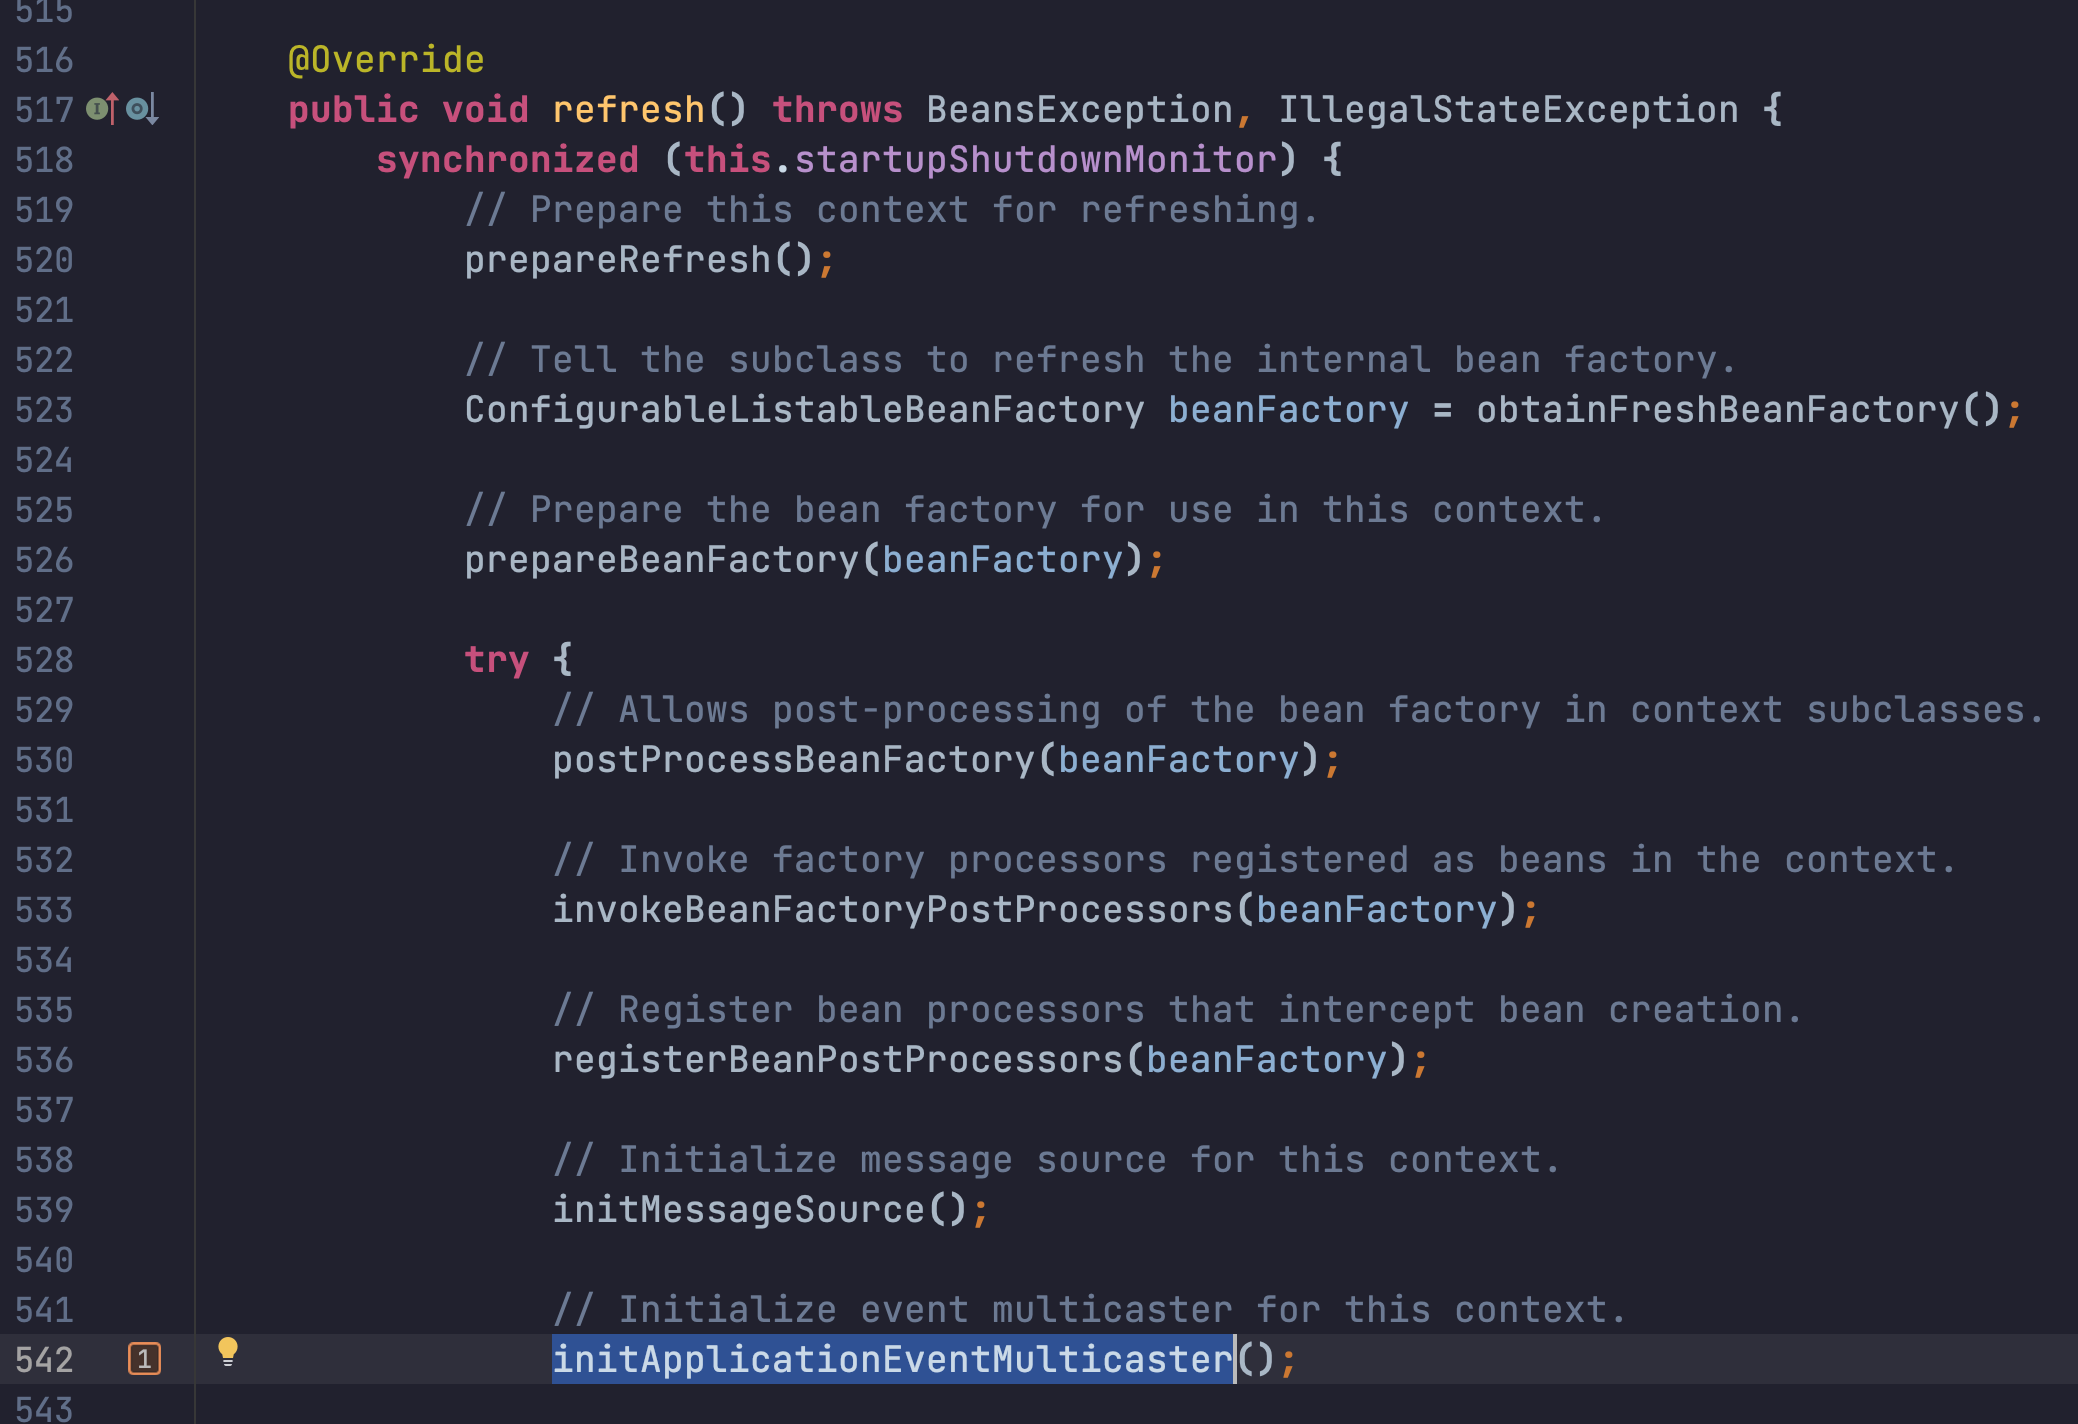 515
516 @Override
517 public void refresh() throws BeansException, IllegalStateException {
518 synchronized (this.startupShutdownMonitor) {
519 // Prepare this context for refreshing.
520 prepareRefresh();
521
522 // Tell the subclass to refresh the internal bean factory.
523 ConfigurableListableBeanFactory beanFactory = obtainFreshBeanFactory();
524
525 // Prepare the bean factory for use in this context.
526 prepareBeanFactory(beanFactory);
527
528 try {
529 // Allows post-processing of the bean factory in context subclasses.
530 postProcessBeanFactory(beanFactory);
531
532 // Invoke factory processors registered as beans in the context.
533 invokeBeanFactoryPostProcessors(beanFactory);
534
535 // Register bean processors that intercept bean creation.
536 registerBeanPostProcessors(beanFactory);
537
538 // Initialize message source for this context.
539 initMessageSource();
540
541 // Initialize event multicaster for this context.
542 1 initApplicationEventMulticaster();
543